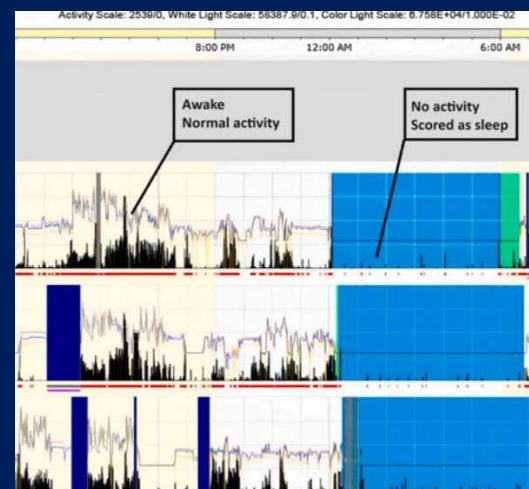 Activity Scale: 2539/0, White Light Scale: 58387.9/0.1, Color Light Scale: 6.758E+04/1.000E-02
8:00 PM 12:00 AM 6:00 AM
Awake
Normal activity
No activity
Scored as sleep